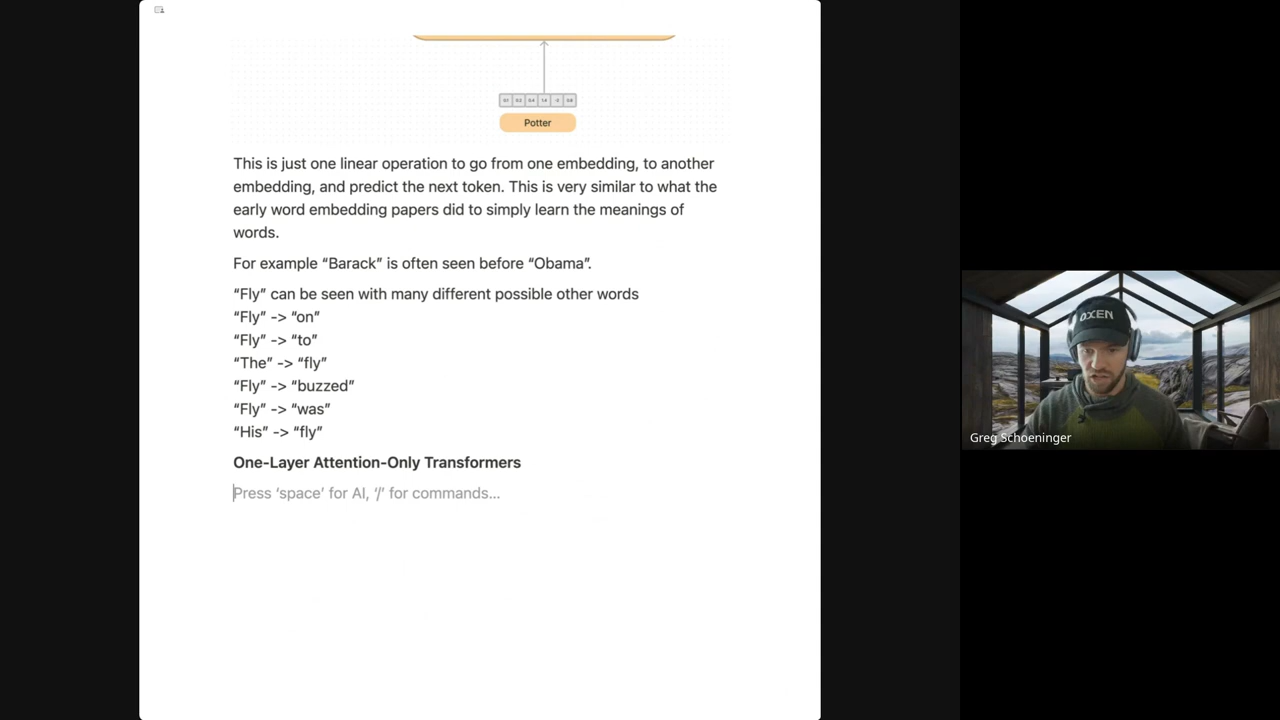 Potter
This is just one linear operation to go from one embedding, to another
embedding, and predict the next token. This is very similar to what the
early word embedding papers did to simply learn the meanings of
words.
For example “Barack” is often seen before “Obama”.
“Fly” can be seen with many different possible other words
“Fly” -> “on”
“Fly” -> “to”
“The” -> “fly”
“Fly” -> “buzzed”
“Fly” -> “was”
“His” -> “fly”
One-Layer Attention-Only Transformers
Press ‘space’ for AI, ‘/’ for commands...
OXEN
Greg Schoeninger